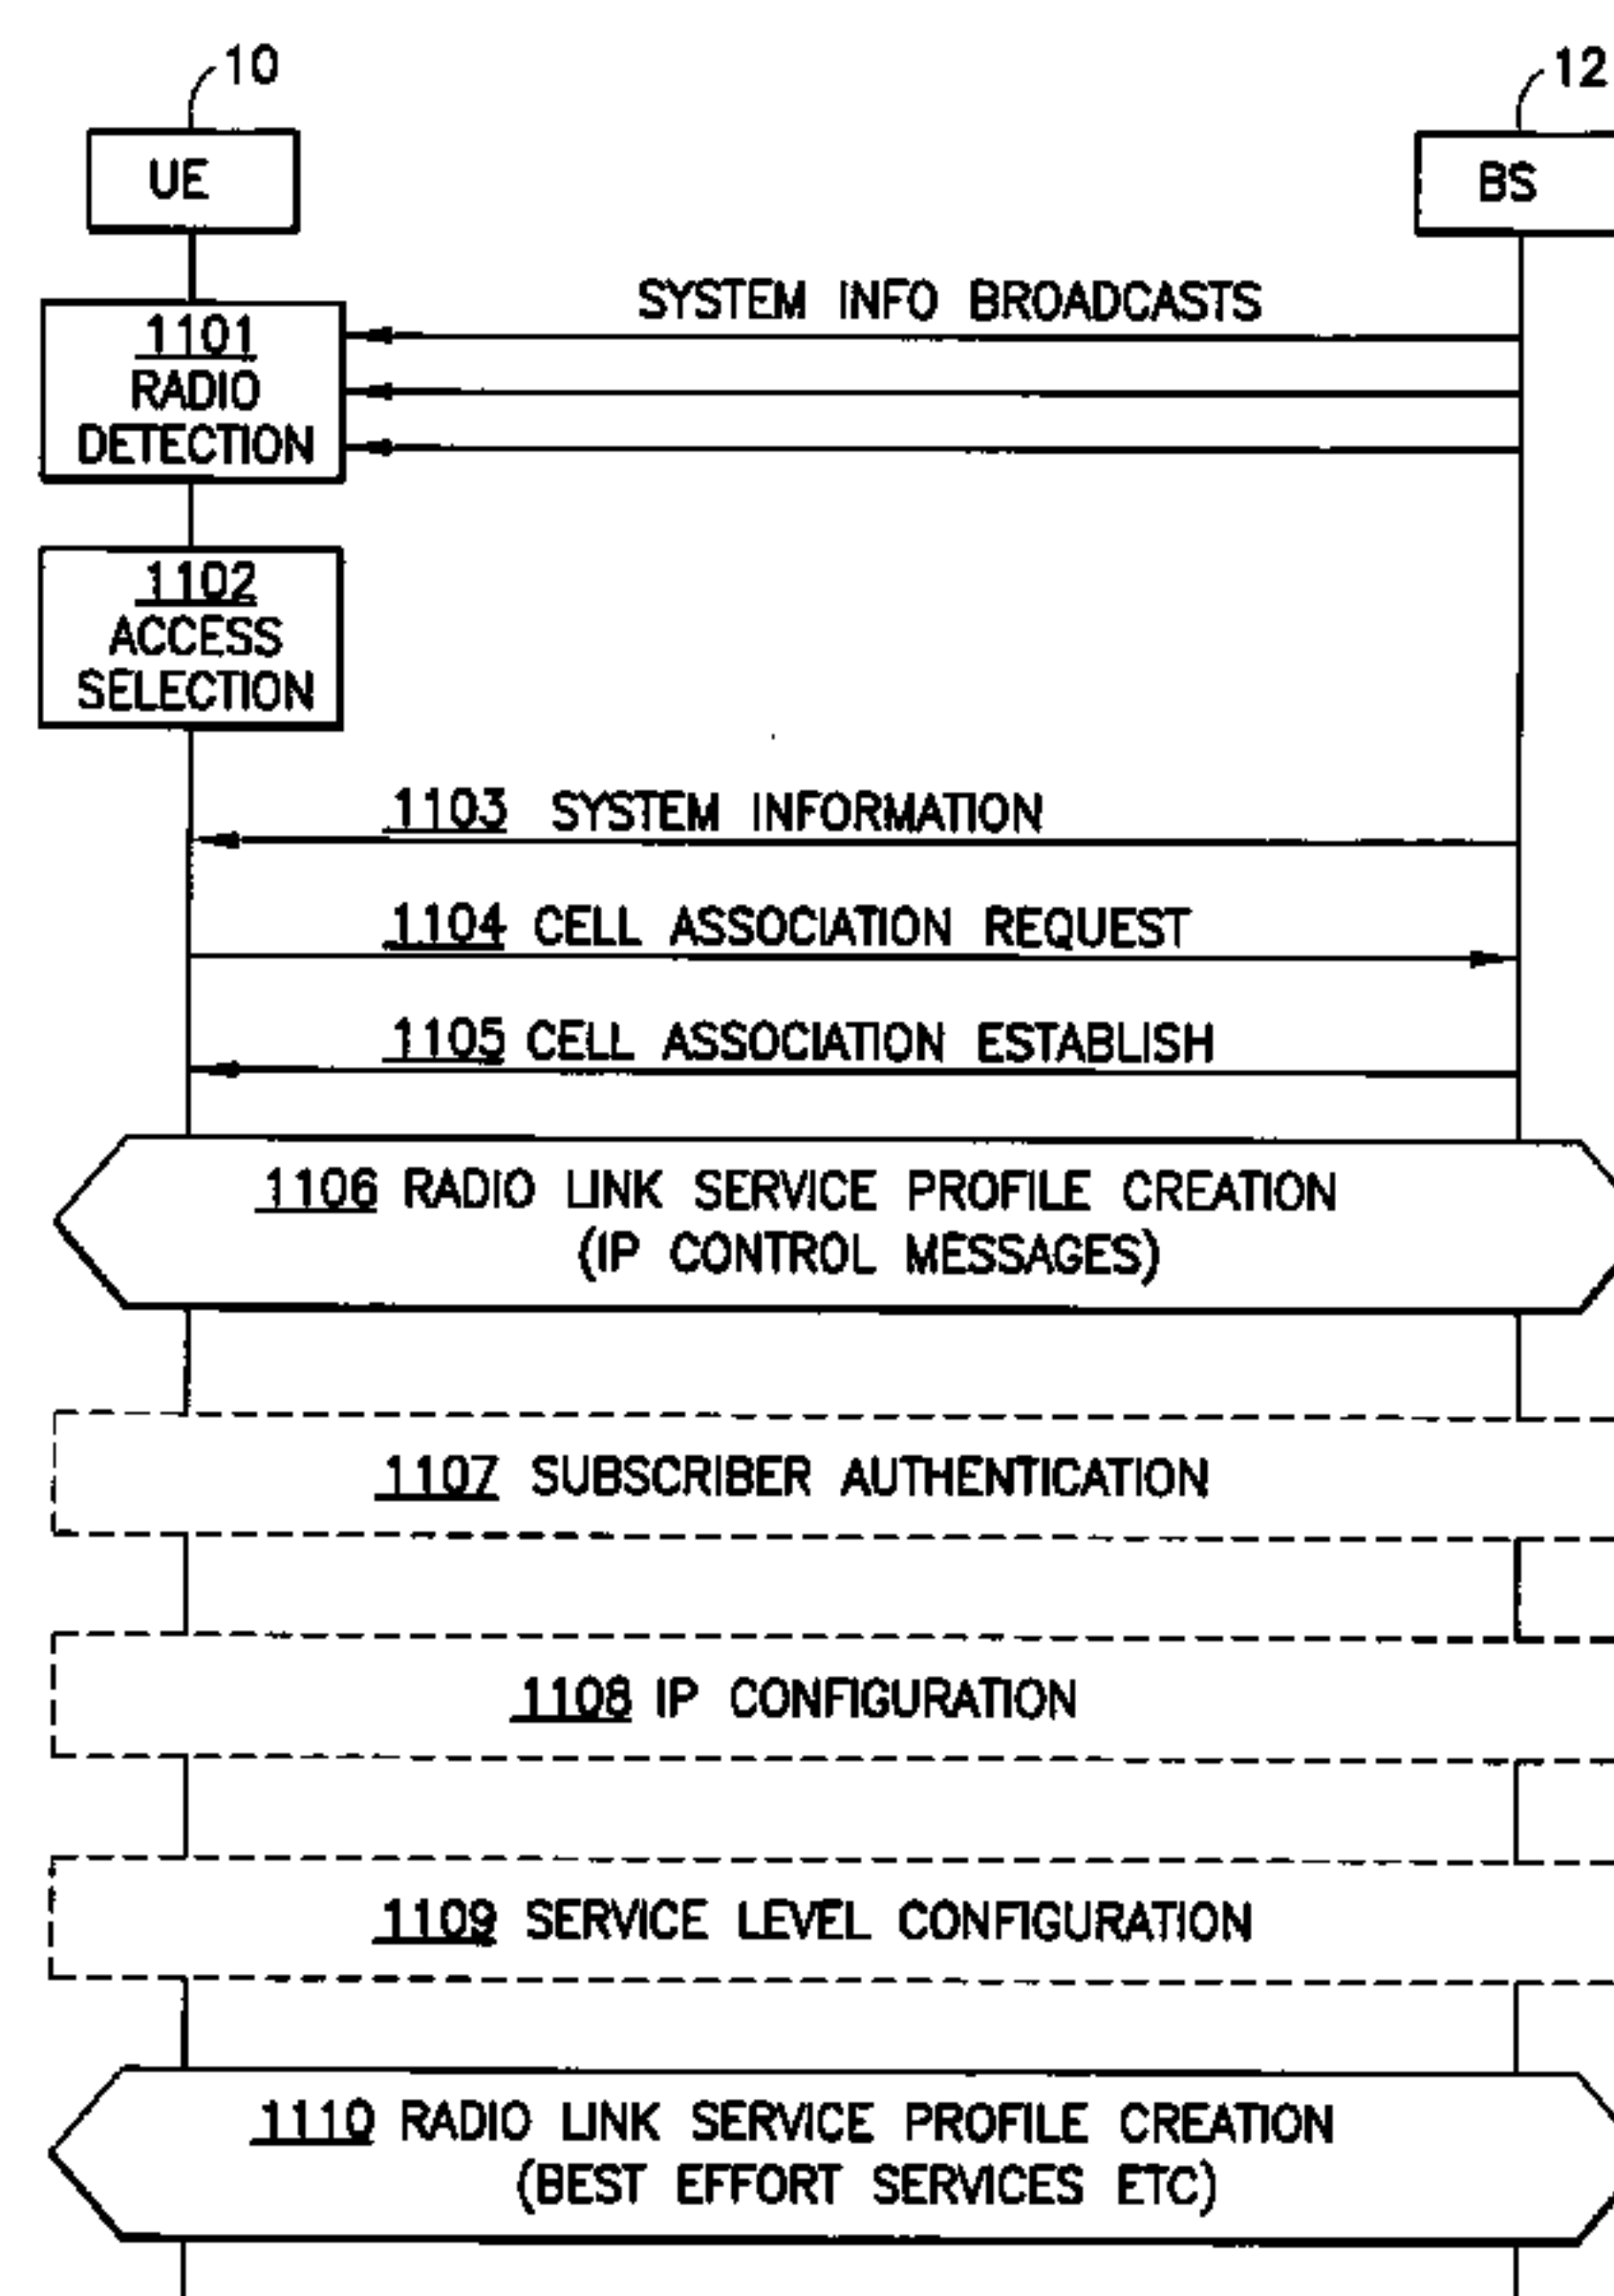 10
12
UE
BS
SYSTEM INFO BROADCASTS
1101
RADIO
DETECTION
1102
ACCESS
SELECTION
1103 SYSTEM INFORMATION
1104 CELL ASSOCIATION REQUEST
1105 CELL ASSOCIATION ESTABLISH
1106 RADIO LINK SERVICE PROFILE CREATION
(IP CONTROL MESSAGES)
1107 SUBSCRIBER AUTHENTICATION
1108 IP CONFIGURATION
1109 SERVICE LEVEL CONFIGURATION
1110 RADIO LINK SERVICE PROFILE CREATION
(BEST EFFORT SERVICES ETC)